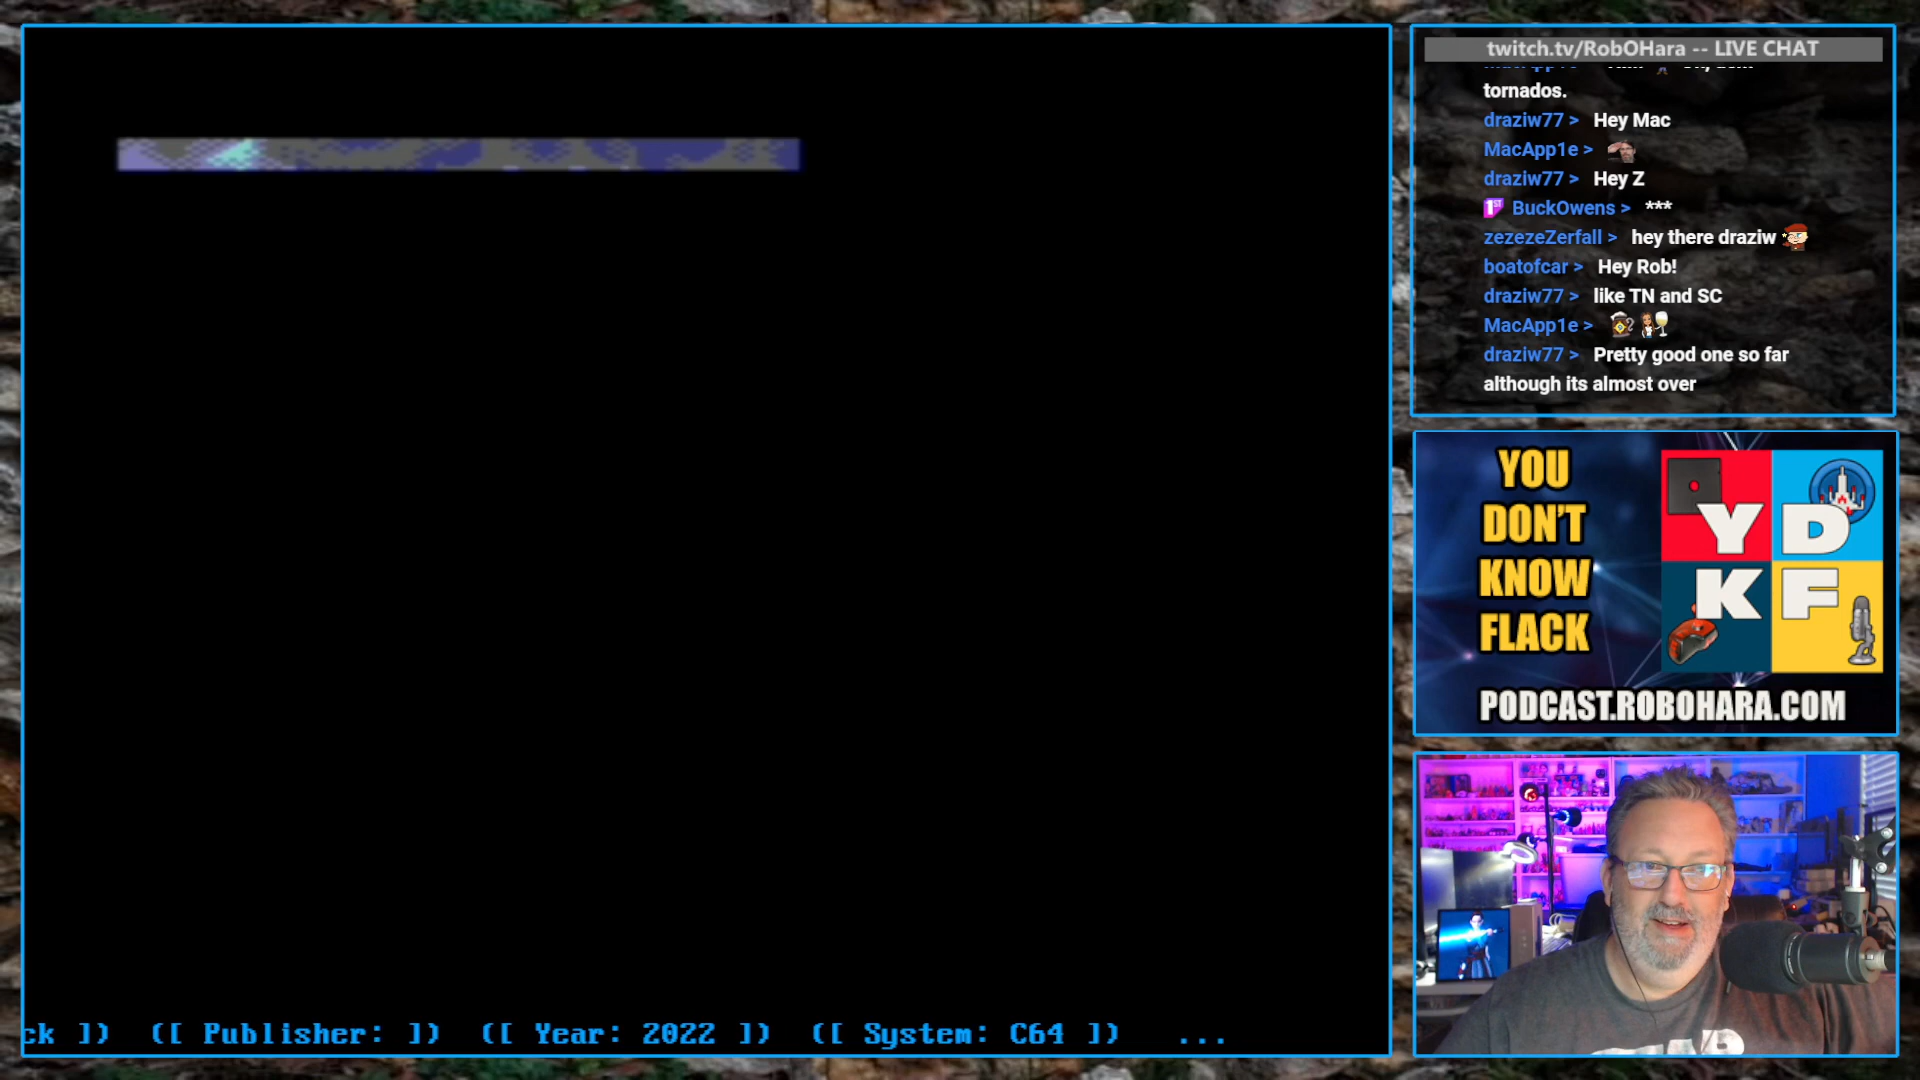 twitch.tv/RobOHara -- LIVE CHAT
tornados.
draziw77 > Hey Mac
MacApp1e >
draziw77 > Hey Z
1ST BuckOwens > ***
zezezeZerfall > hey there draziw
boatofcar > Hey Rob!
draziw77 > like TN and SC
MacApp1e >
draziw77 > Pretty good one so far
although its almost over
YOU
DON'T
KNOW
FLACK
Y D
K F
PODCAST.ROBOHARA.COM
ck ]) ([ Publisher: ]) ([ Year: 2022 ]) ([ System: C64 ]) ...